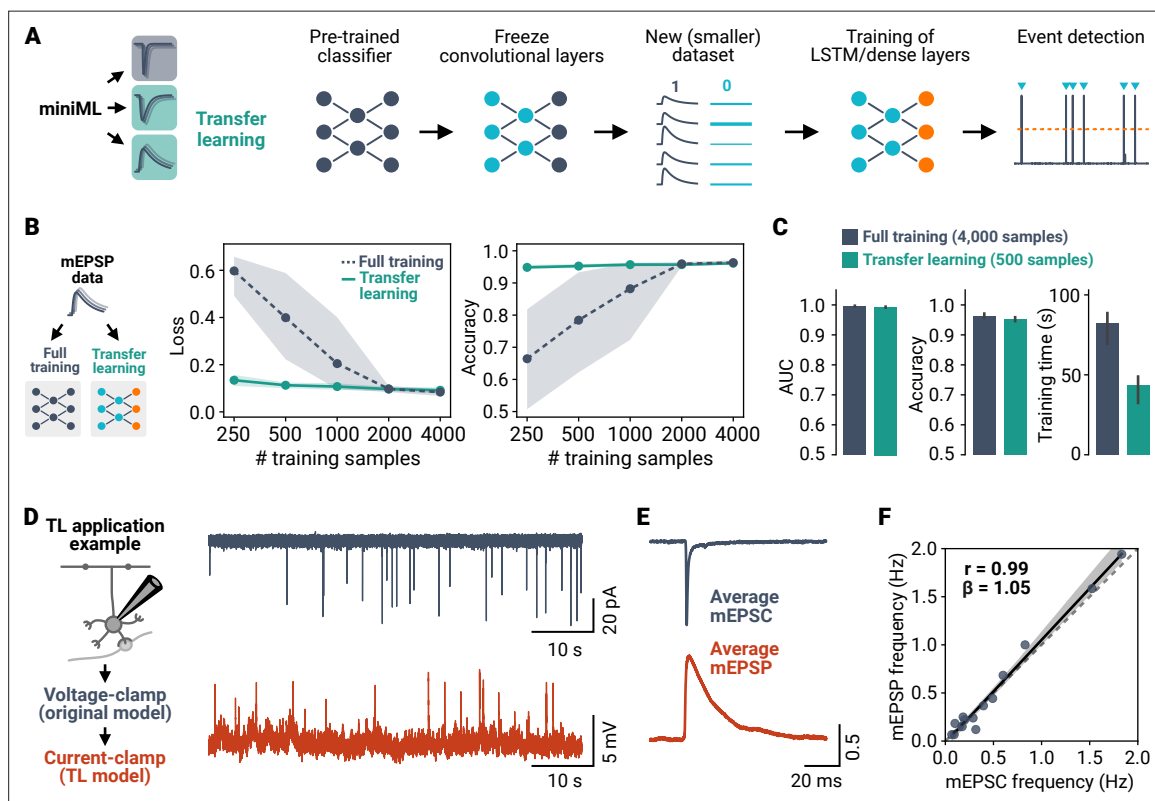 A
miniML
Transfer
learning
Pre-trained
classifier
Freeze
convolutional layers
New (smaller)
dataset
1 0
Training of
LSTM/dense layers
Event detection
B
mEPSP
data
Full
training
Transfer
learning
Loss
0.6
0.4
0.2
0.0
250 500 1000 2000 4000
# training samples
Full training
Transfer
learning
Accuracy
1.0
0.9
0.8
0.7
0.6
0.5
250 500 1000 2000 4000
# training samples
C
Full training (4,000 samples)
Transfer learning (500 samples)
AUC
1.0
0.9
0.8
0.7
0.6
0.5
Accuracy
1.0
0.9
0.8
0.7
0.6
0.5
Training time (s)
100
50
0
D
TL application
example
Voltage-clamp
(original model)
Current-clamp
(TL model)
20 pA
10 s
5 mV
10 s
E
Average
mEPSC
Average
mEPSP
0.5
20 ms
F
mEPSP frequency (Hz)
2.0
1.5
1.0
0.5
0.0
r = 0.99
β = 1.05
0.0 0.5 1.0 1.5 2.0
mEPSC frequency (Hz)